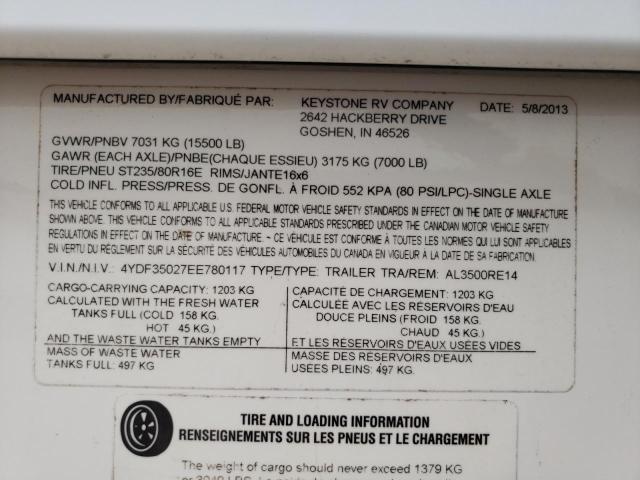 MANUFACTURED BY/FABRIQUÉ PAR: KEYSTONE RV COMPANY DATE: 5/8/2013
2642 HACKBERRY DRIVE
GOSHEN, IN 46526
GVWR/PNBV 7031 KG (15500 LB)
GAWR (EACH AXLE)/PNBE(CHAQUE ESSIEU) 3175 KG (7000 LB)
TIRE/PNEU ST235/80R16E RIMS/JANTE16x6
COLD INFL. PRESS/PRESS. DE GONFL. À FROID 552 KPA (80 PSI/LPC)-SINGLE AXLE
THIS VEHICLE CONFORMS TO ALL APPLICABLE U.S. FEDERAL MOTOR VEHICLE SAFETY STANDARDS IN EFFECT ON THE DATE OF MANUFACTURE
SHOWN ABOVE. THIS VEHICLE CONFORMS TO ALL APPLICABLE STANDARDS UNDER THE CANADIAN MOTOR VEHICLE SAFETY
REGULATIONS IN EFFECT ON THE DATE OF MANUFACTURE. - CE VÉHICULE EST CONFORME À TOUTES LES NORMES QUI LUI SONT APPLICABLES
EN VERTU DU RÈGLEMENT SUR LA SÉCURITÉ DES VÉHICULES AUTOMOBILES DU CANADA EN VIGUEUR À LA DATE DE SA FABRICATION
V.I.N./N.I.V.: 4YDF35027EE780117 TYPE/TYPE: TRAILER TRA/REM: AL3500RE14
CARGO-CARRYING CAPACITY: 1203 KG
CALCULATED WITH THE FRESH WATER
TANKS FULL (COLD 158 KG.
HOT 45 KG.)
AND THE WASTE WATER TANKS EMPTY
MASS OF WASTE WATER
TANKS FULL: 497 KG
CAPACITÉ DE CHARGEMENT: 1203 KG
CALCULÉE AVEC LES RÉSERVOIRS D'EAU
DOUCE PLEINS (FROID 158 KG.
CHAUD 45 KG.)
ET LES RÉSERVOIRS D'EAUX USÉES VIDES
MASSE DES RÉSERVOIRS D'EAUX
USÉES PLEINS: 497 KG.
TIRE AND LOADING INFORMATION
RENSEIGNEMENTS SUR LES PNEUS ET LE CHARGEMENT
The weight of cargo should never exceed 1379 KG